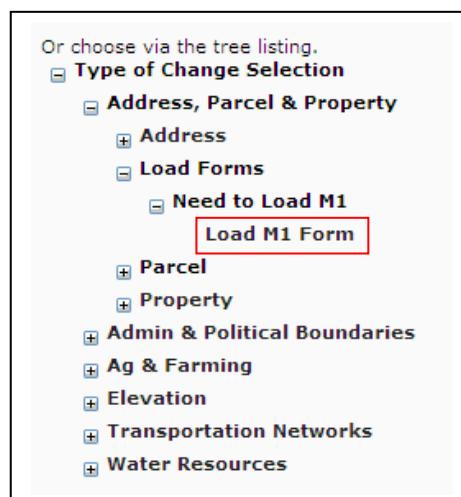 Or choose via the tree listing.
Type of Change Selection
Address, Parcel & Property
Address
Load Forms
Need to Load M1
Load M1 Form
Parcel
Property
Admin & Political Boundaries
Ag & Farming
Elevation
Transportation Networks
Water Resources